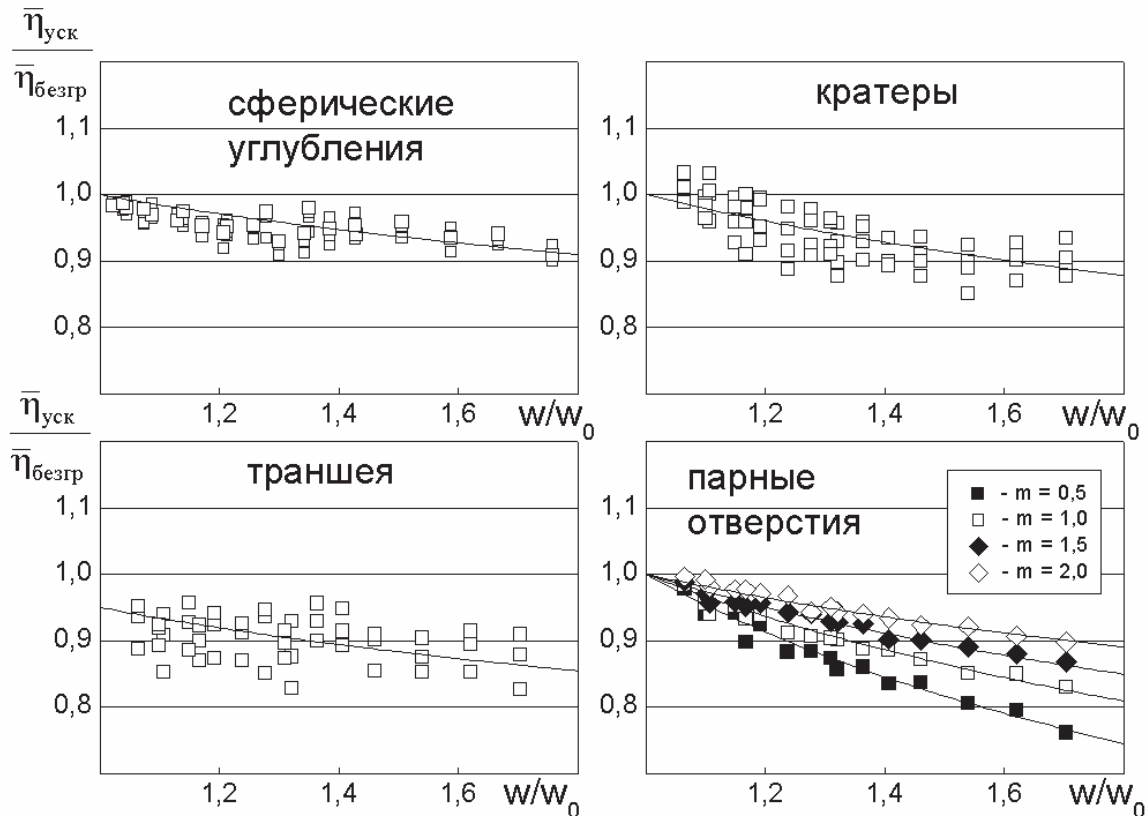 η̅уск
η̅безгр
сферические
углубления
1,1
1,0
0,9
0,8
1,2 1,4 1,6 w/w0
кратеры
1,1
1,0
0,9
0,8
1,2 1,4 1,6 w/w0
η̅уск
η̅безгр
траншея
1,1
1,0
0,9
0,8
1,2 1,4 1,6 w/w0
парные
отверстия
- m = 0,5
- m = 1,0
- m = 1,5
- m = 2,0
1,1
1,0
0,9
0,8
1,2 1,4 1,6 w/w0